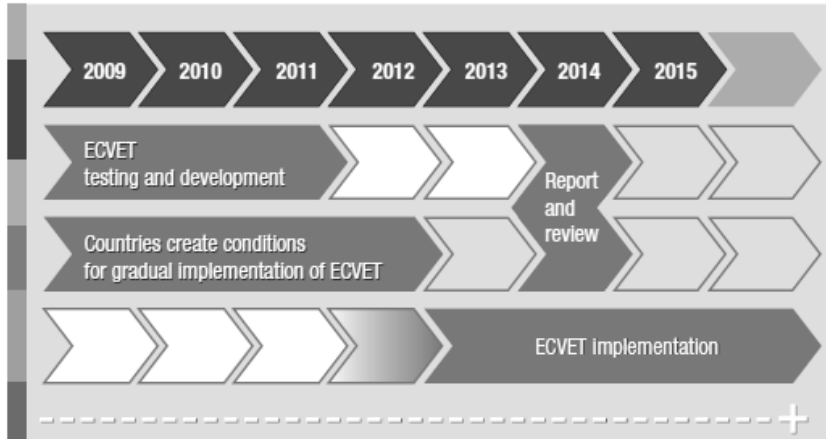 2009 2010 2011 2012 2013 2014 2015
ECVET
testing and development
Report
and
review
Countries create conditions
for gradual implementation of ECVET
ECVET implementation